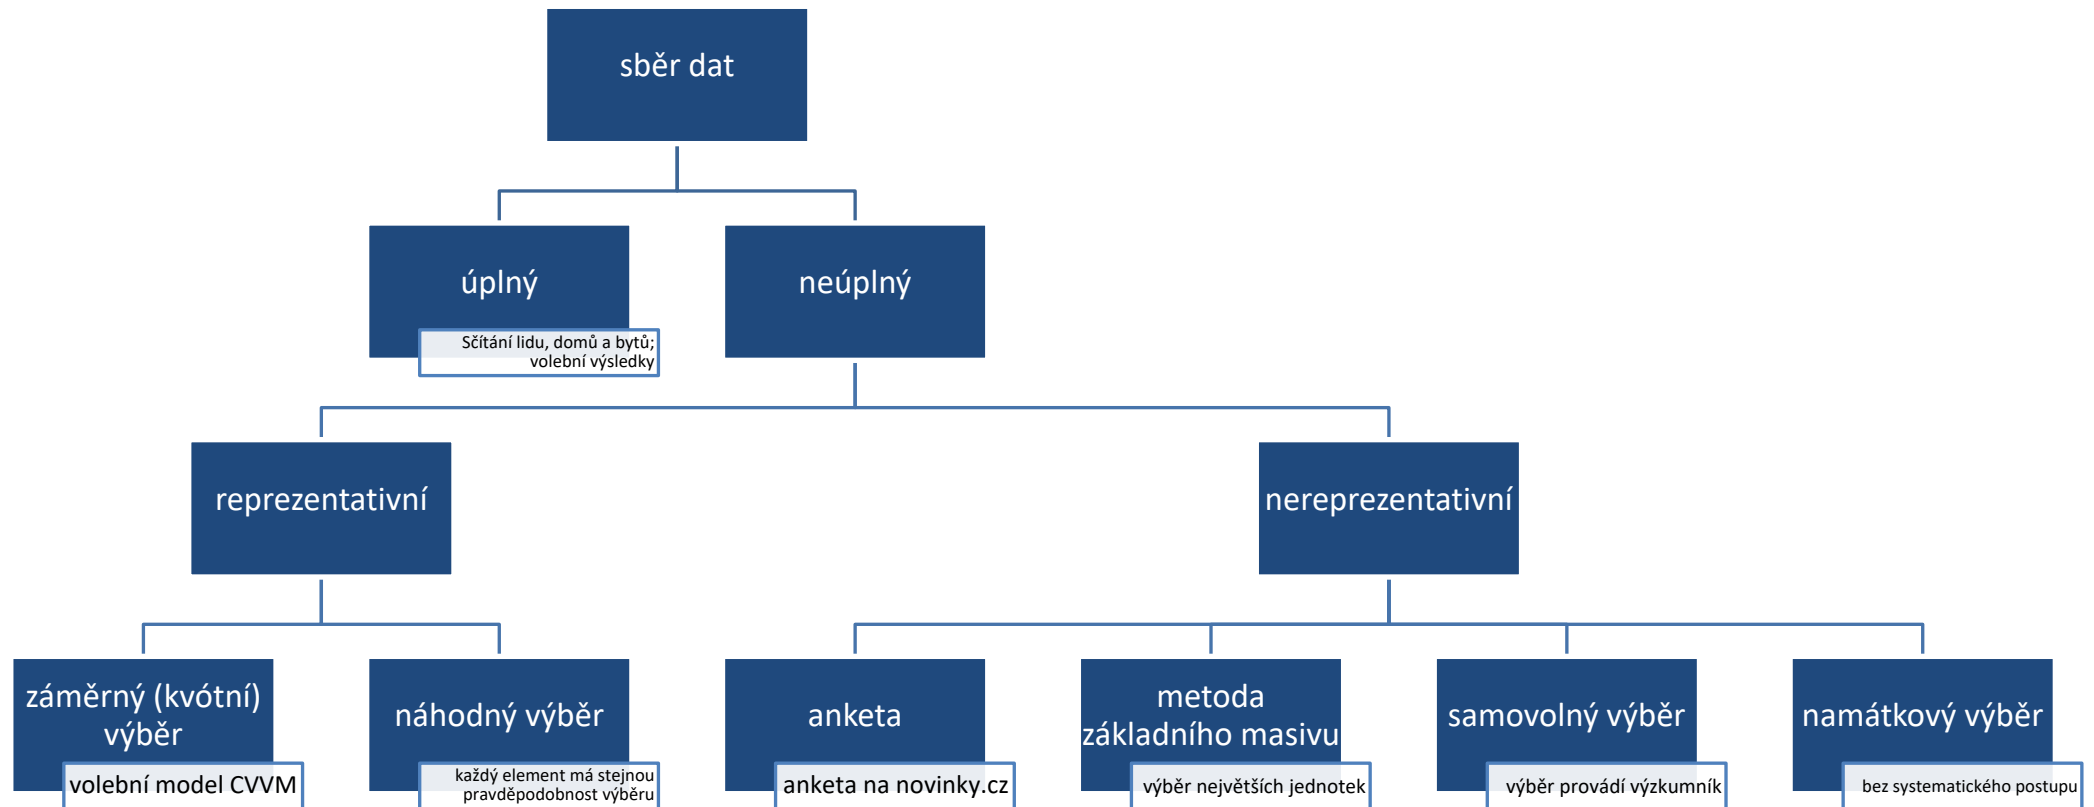 sběr dat
úplný
Sčítání lidu, domů a bytů;
volební výsledky
neúplný
reprezentativní
nereprezentativní
záměrný (kvótní)
výběr
volební model CVVM
náhodný výběr
každý element má stejnou
pravděpodobnost výběru
anketa
anketa na novinky.cz
metoda
základního masivu
výběr největších jednotek
samovolný výběr
výběr provádí výzkumník
namátkový výběr
bez systematického postupu